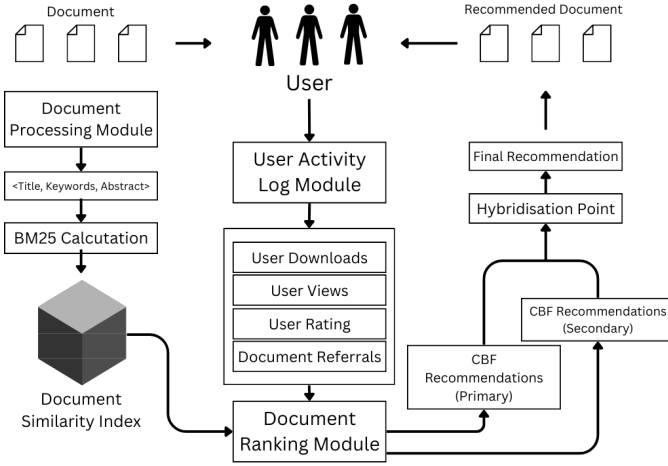 Document
Recommended Document
User
Document
Processing Module
<Title, Keywords, Abstract>
BM25 Calcutation
Document
Similarity Index
User Activity
Log Module
User Downloads
User Views
User Rating
Document Referrals
Document
Ranking Module
Final Recommendation
Hybridisation Point
CBF Recommendations
(Secondary)
CBF
Recommendations
(Primary)